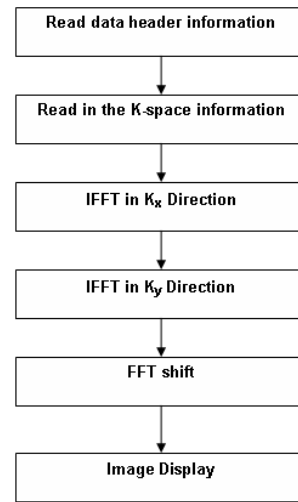 Read data header information
Read in the K-space information
IFFT in Kx Direction
IFFT in Ky Direction
FFT shift
Image Display